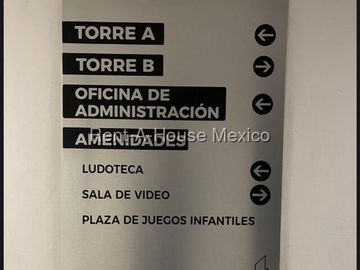 TORRE A
TORRE B
OFICINA DE
ADMINISTRACIÓN
Rent-A-House Mexico
AMENIDADES
LUDOTECA
SALA DE VIDEO
PLAZA DE JUEGOS INFANTILES